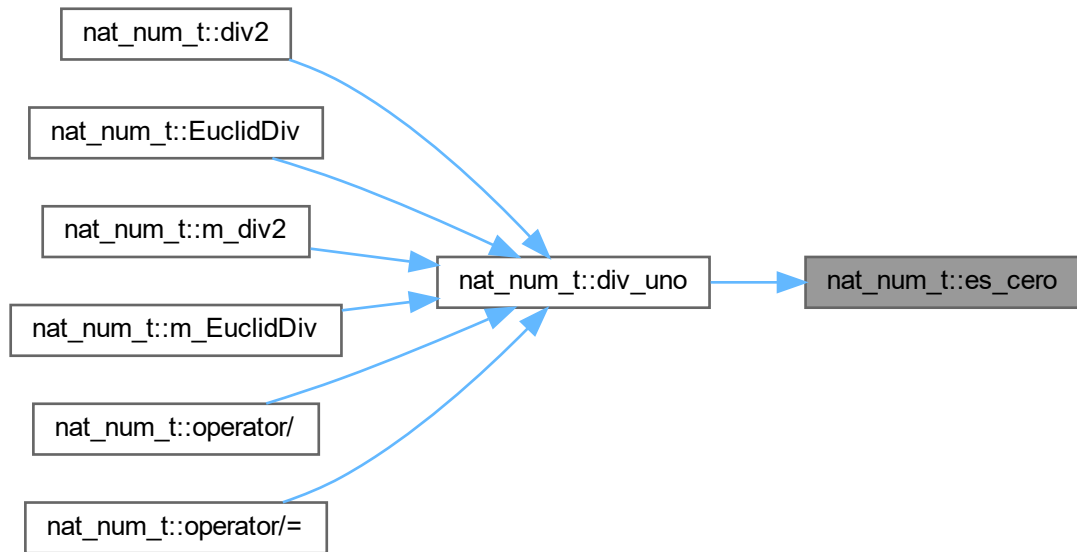 nat_num_t::div2
nat_num_t::EuclidDiv
nat_num_t::m_div2
nat_num_t::m_EuclidDiv
nat_num_t::operator/
nat_num_t::operator/=
nat_num_t::div_uno
nat_num_t::es_cero